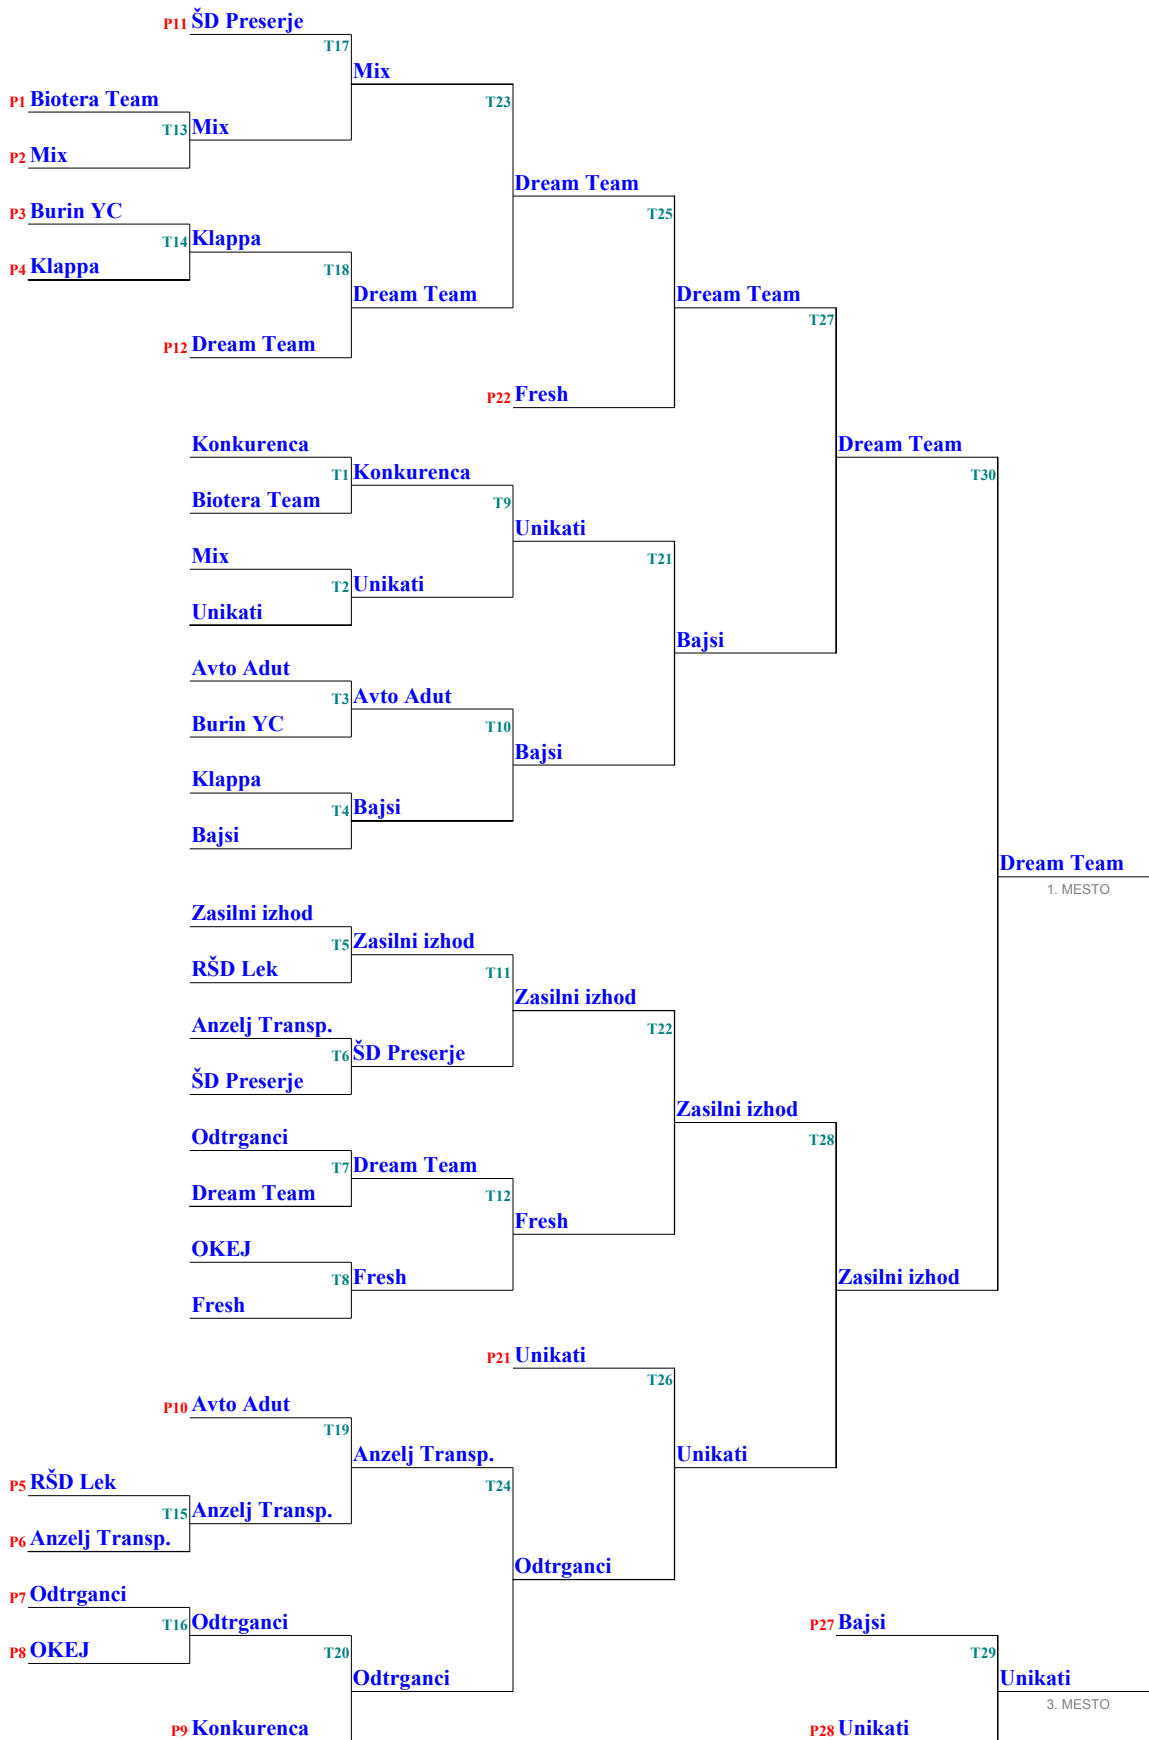 P11 ŠD Preserje
T17
Mix
P1 Biotera Team
T23
T13 Mix
P2 Mix
Dream Team
P3 Burin YC
T25
T14 Klappa
P4 Klappa
T18
Dream Team
Dream Team
T27
P12 Dream Team
P22 Fresh
Konkurenca
Dream Team
T1 Konkurenca
T30
Biotera Team
T9
Unikati
Mix
T21
T2 Unikati
Unikati
Bajsi
Avto Adut
T3 Avto Adut
Burin YC
T10
Bajsi
Klappa
T4 Bajsi
Bajsi
Dream Team
1. MESTO
Zasilni izhod
T5 Zasilni izhod
RŠD Lek
T11
Zasilni izhod
Anzelj Transp.
T22
T6 ŠD Preserje
ŠD Preserje
Zasilni izhod
Odtrganci
T28
T7 Dream Team
Dream Team
T12
Fresh
OKEJ
T8 Fresh
Zasilni izhod
Fresh
P21 Unikati
T26
P10 Avto Adut
T19
Anzelj Transp.
Unikati
P5 RŠD Lek
T24
T15 Anzelj Transp.
P6 Anzelj Transp.
Odtrganci
P7 Odtrganci
T16 Odtrganci
P27 Bajsi
P8 OKEJ
T20
T29
Odtrganci
Unikati
3. MESTO
P9 Konkurenca
P28 Unikati